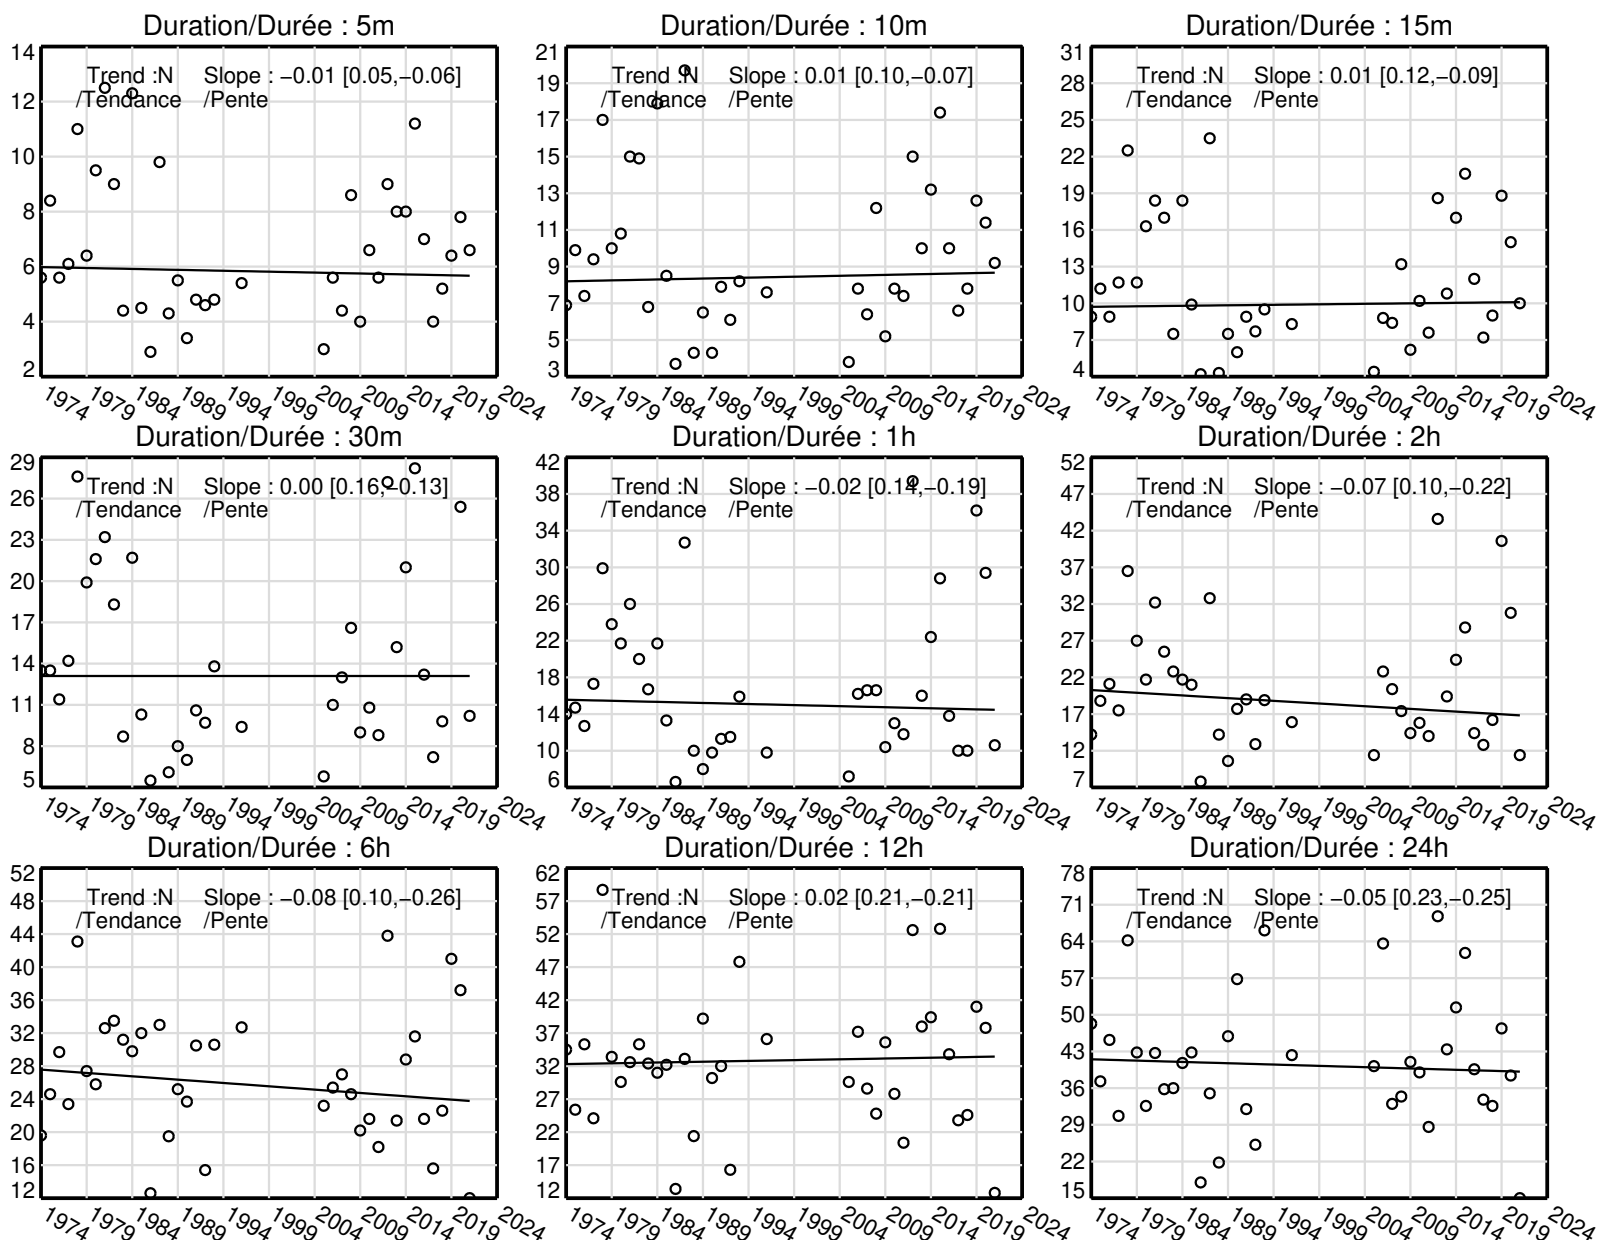 Duration/Durée : 5m
14
12
10
8
6
4
2
Trend :N Slope : −0.01 [0.05,−0.06]
/Tendance /Pente
1974 1979 1984 1989 1994 1999 2004 2009 2014 2019 2024
Duration/Durée : 10m
21
19
17
15
13
11
9
7
5
3
Trend :N Slope : 0.01 [0.10,−0.07]
/Tendance /Pente
1974 1979 1984 1989 1994 1999 2004 2009 2014 2019 2024
Duration/Durée : 15m
31
28
25
22
19
16
13
10
7
4
Trend :N Slope : 0.01 [0.12,−0.09]
/Tendance /Pente
1974 1979 1984 1989 1994 1999 2004 2009 2014 2019 2024
Duration/Durée : 30m
29
26
23
20
17
14
11
8
5
Trend :N Slope : 0.00 [0.16,−0.13]
/Tendance /Pente
1974 1979 1984 1989 1994 1999 2004 2009 2014 2019 2024
Duration/Durée : 1h
42
38
34
30
26
22
18
14
10
6
Trend :N Slope : −0.02 [0.14,−0.19]
/Tendance /Pente
1974 1979 1984 1989 1994 1999 2004 2009 2014 2019 2024
Duration/Durée : 2h
52
47
42
37
32
27
22
17
12
7
Trend :N Slope : −0.07 [0.10,−0.22]
/Tendance /Pente
1974 1979 1984 1989 1994 1999 2004 2009 2014 2019 2024
Duration/Durée : 6h
52
48
44
40
36
32
28
24
20
16
12
Trend :N Slope : −0.08 [0.10,−0.26]
/Tendance /Pente
1974 1979 1984 1989 1994 1999 2004 2009 2014 2019 2024
Duration/Durée : 12h
62
57
52
47
42
37
32
27
22
17
12
Trend :N Slope : 0.02 [0.21,−0.21]
/Tendance /Pente
1974 1979 1984 1989 1994 1999 2004 2009 2014 2019 2024
Duration/Durée : 24h
78
71
64
57
50
43
36
29
22
15
Trend :N Slope : −0.05 [0.23,−0.25]
/Tendance /Pente
1974 1979 1984 1989 1994 1999 2004 2009 2014 2019 2024